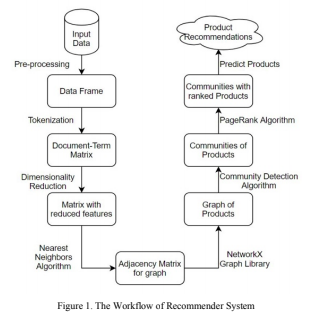 Input
Data
Pre-processing
Data Frame
Tokenization
Document-Term
Matrix
Dimensionality
Reduction
Matrix with
reduced features
Nearest
Neighbors
Algorithm
Adjacency Matrix
for graph
NetworkX
Graph Library
Graph of
Products
Community Detection
Algorithm
Communities of
Products
PageRank Algorithm
Communities with
ranked Products
Predict Products
Product
Recommendations
Figure 1. The Workflow of Recommender System